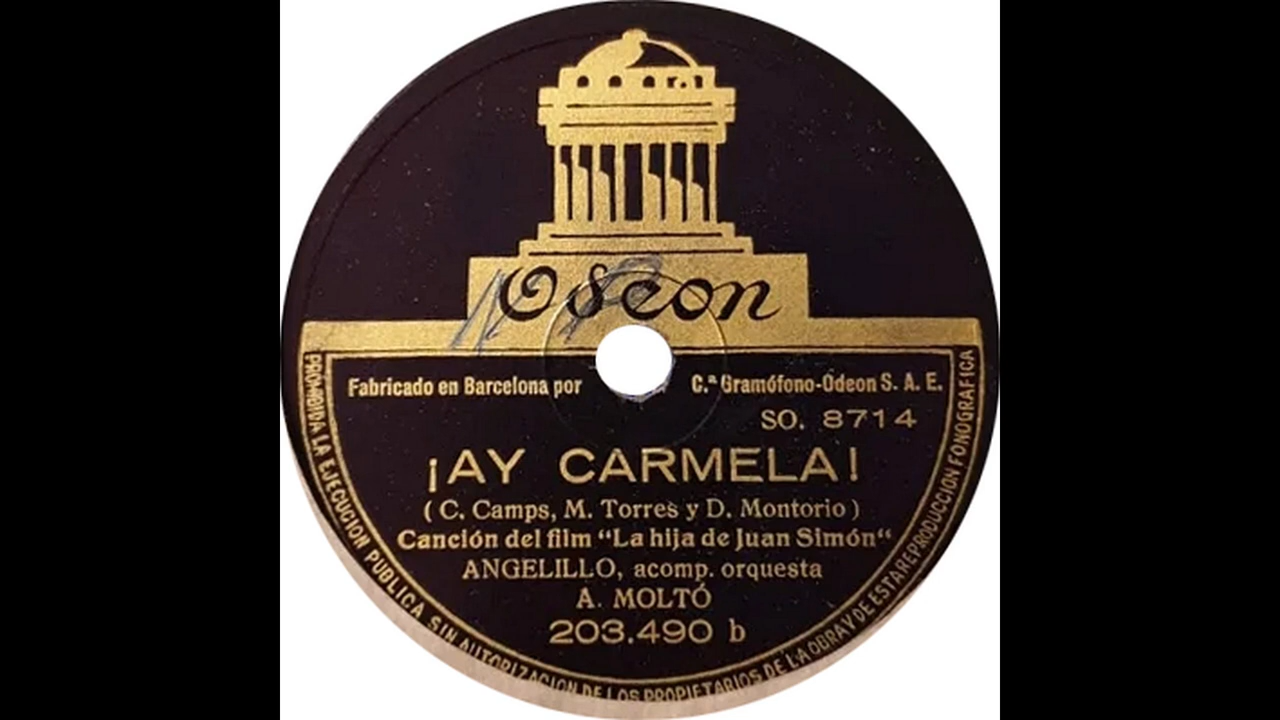 Odeon
Fabricado en Barcelona por C.ª Gramófono-Odeon S. A. E.
SO. 8714
¡AY CARMELA!
( C. Camps, M. Torres y D. Montorio )
Canción del film “La hija de Juan Simón“
ANGELILLO, acomp. orquesta
A. MOLTÓ
203.490 b
PROHIBIDA LA EJECUCION PUBLICA SIN AUTORIZACION DE LOS PROPIETARIOS DE LA OBRA Y DE ESTA REPRODUCCION FONOGRAFICA